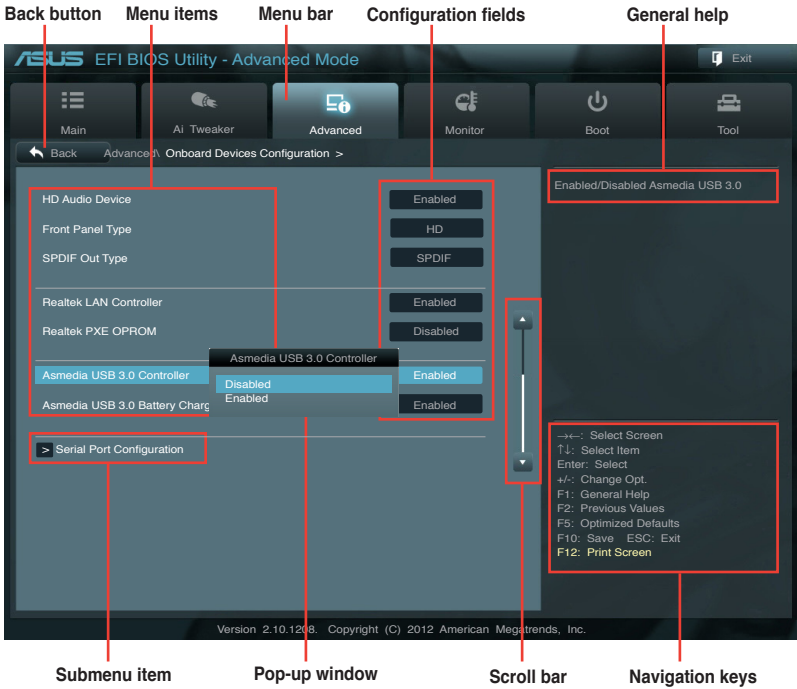 Back button
Menu items
Menu bar
Configuration fields
General help
ASUS EFI BIOS Utility - Advanced Mode
Exit
Main
Ai Tweaker
Advanced
Monitor
Boot
Tool
Back
Advanced\ Onboard Devices Configuration >
Enabled/Disabled Asmedia USB 3.0
HD Audio Device
Enabled
Front Panel Type
HD
SPDIF Out Type
SPDIF
Realtek LAN Controller
Enabled
Realtek PXE OPROM
Disabled
Asmedia USB 3.0 Controller
Asmedia USB 3.0 Controller
Enabled
Disabled
Enabled
Asmedia USB 3.0 Battery Charg
Enabled
> Serial Port Configuration
→←: Select Screen
↑↓: Select Item
Enter: Select
+/-: Change Opt.
F1: General Help
F2: Previous Values
F5: Optimized Defaults
F10: Save ESC: Exit
F12: Print Screen
Version 2.10.1208. Copyright (C) 2012 American Megatrends, Inc.
Submenu item
Pop-up window
Scroll bar
Navigation keys